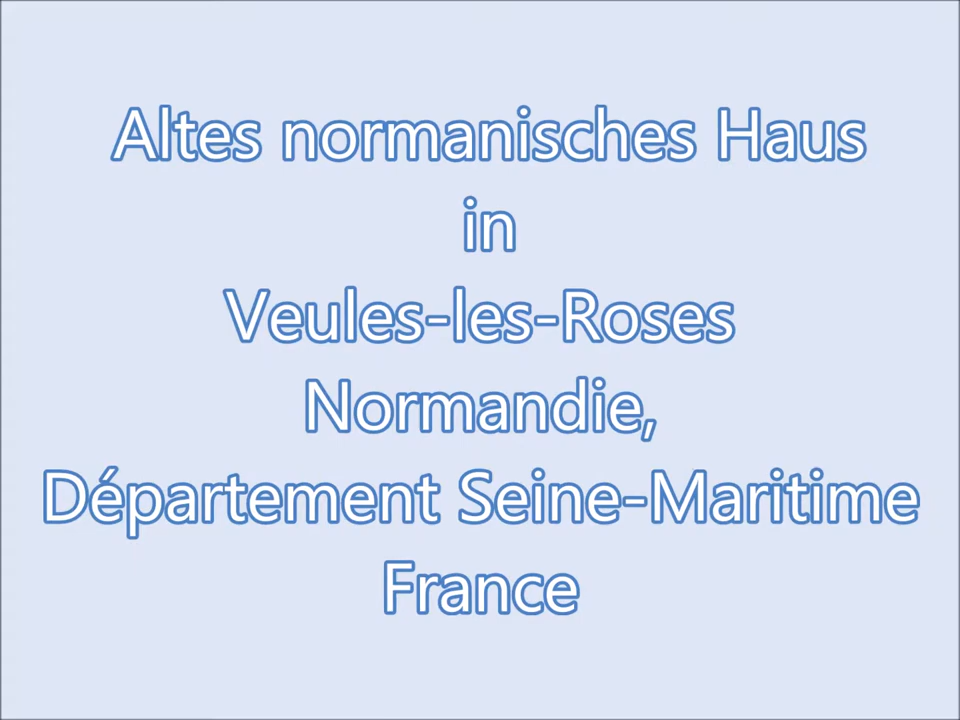 Altes normanisches Haus
in
Veules-les-Roses
Normandie,
Département Seine-Maritime
France